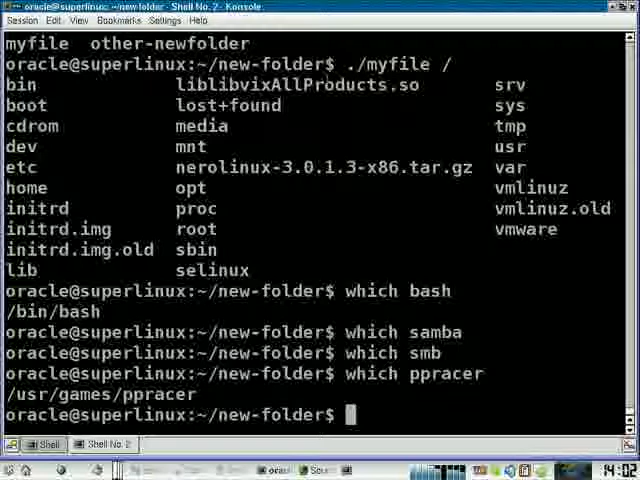 oracle@superlinux: ~/new-folder - Shell No. 2 - Konsole
Session Edit View Bookmarks Settings Help
myfile other-newfolder
oracle@superlinux:~/new-folder$ ./myfile /
bin liblibvixAllProducts.so srv
boot lost+found sys
cdrom media tmp
dev mnt usr
etc nerolinux-3.0.1.3-x86.tar.gz var
home opt vmlinuz
initrd proc vmlinuz.old
initrd.img root vmware
initrd.img.old sbin
lib selinux
oracle@superlinux:~/new-folder$ which bash
/bin/bash
oracle@superlinux:~/new-folder$ which samba
oracle@superlinux:~/new-folder$ which smb
oracle@superlinux:~/new-folder$ which ppracer
/usr/games/ppracer
oracle@superlinux:~/new-folder$
Shell Shell No. 2
14:02